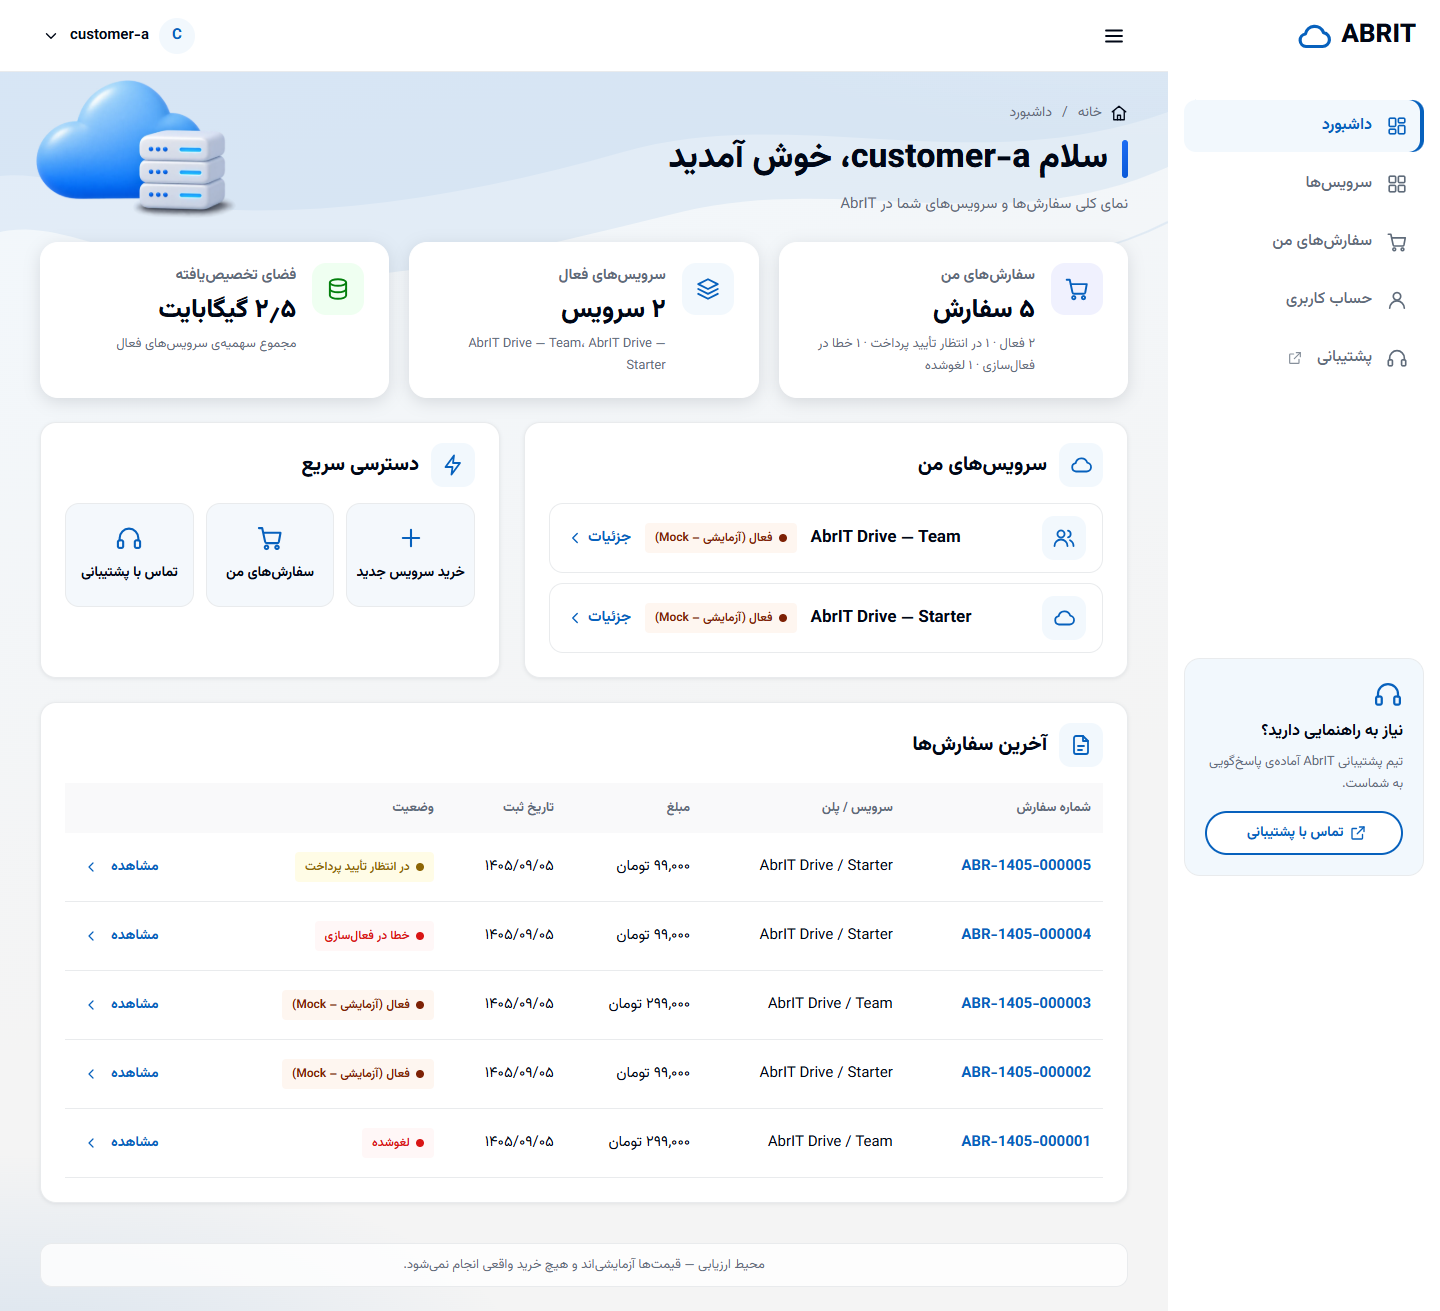 ABRIT
داشبورد
سرویس‌ها
سفارش‌های من
حساب کاربری
پشتیبانی
نیاز به راهنمایی دارید؟
تیم پشتیبانی AbrIT آماده‌ی پاسخ‌گویی
به شماست.
تماس با پشتیبانی
C customer-a
خانه / داشبورد
سلام customer-a، خوش آمدید
نمای کلی سفارش‌ها و سرویس‌های شما در AbrIT
سفارش‌های من
۵ سفارش
۲ فعال · ۱ در انتظار تأیید پرداخت · ۱ خطا در
فعال‌سازی · ۱ لغوشده
سرویس‌های فعال
۲ سرویس
AbrIT Drive — Team، AbrIT Drive —
Starter
فضای تخصیص‌یافته
۲٫۵ گیگابایت
مجموع سهمیه‌ی سرویس‌های فعال
سرویس‌های من
AbrIT Drive — Team فعال (آزمایشی – Mock) جزئیات
AbrIT Drive — Starter فعال (آزمایشی – Mock) جزئیات
دسترسی سریع
خرید سرویس جدید
سفارش‌های من
تماس با پشتیبانی
آخرین سفارش‌ها
شماره سفارش سرویس / پلن مبلغ تاریخ ثبت وضعیت
ABR-1405-000005 AbrIT Drive / Starter ۹۹,۰۰۰ تومان ۱۴۰۵/۰۹/۰۵ در انتظار تأیید پرداخت مشاهده
ABR-1405-000004 AbrIT Drive / Starter ۹۹,۰۰۰ تومان ۱۴۰۵/۰۹/۰۵ خطا در فعال‌سازی مشاهده
ABR-1405-000003 AbrIT Drive / Team ۲۹۹,۰۰۰ تومان ۱۴۰۵/۰۹/۰۵ فعال (آزمایشی – Mock) مشاهده
ABR-1405-000002 AbrIT Drive / Starter ۹۹,۰۰۰ تومان ۱۴۰۵/۰۹/۰۵ فعال (آزمایشی – Mock) مشاهده
ABR-1405-000001 AbrIT Drive / Team ۲۹۹,۰۰۰ تومان ۱۴۰۵/۰۹/۰۵ لغوشده مشاهده
محیط ارزیابی — قیمت‌ها آزمایشی‌اند و هیچ خرید واقعی انجام نمی‌شود.